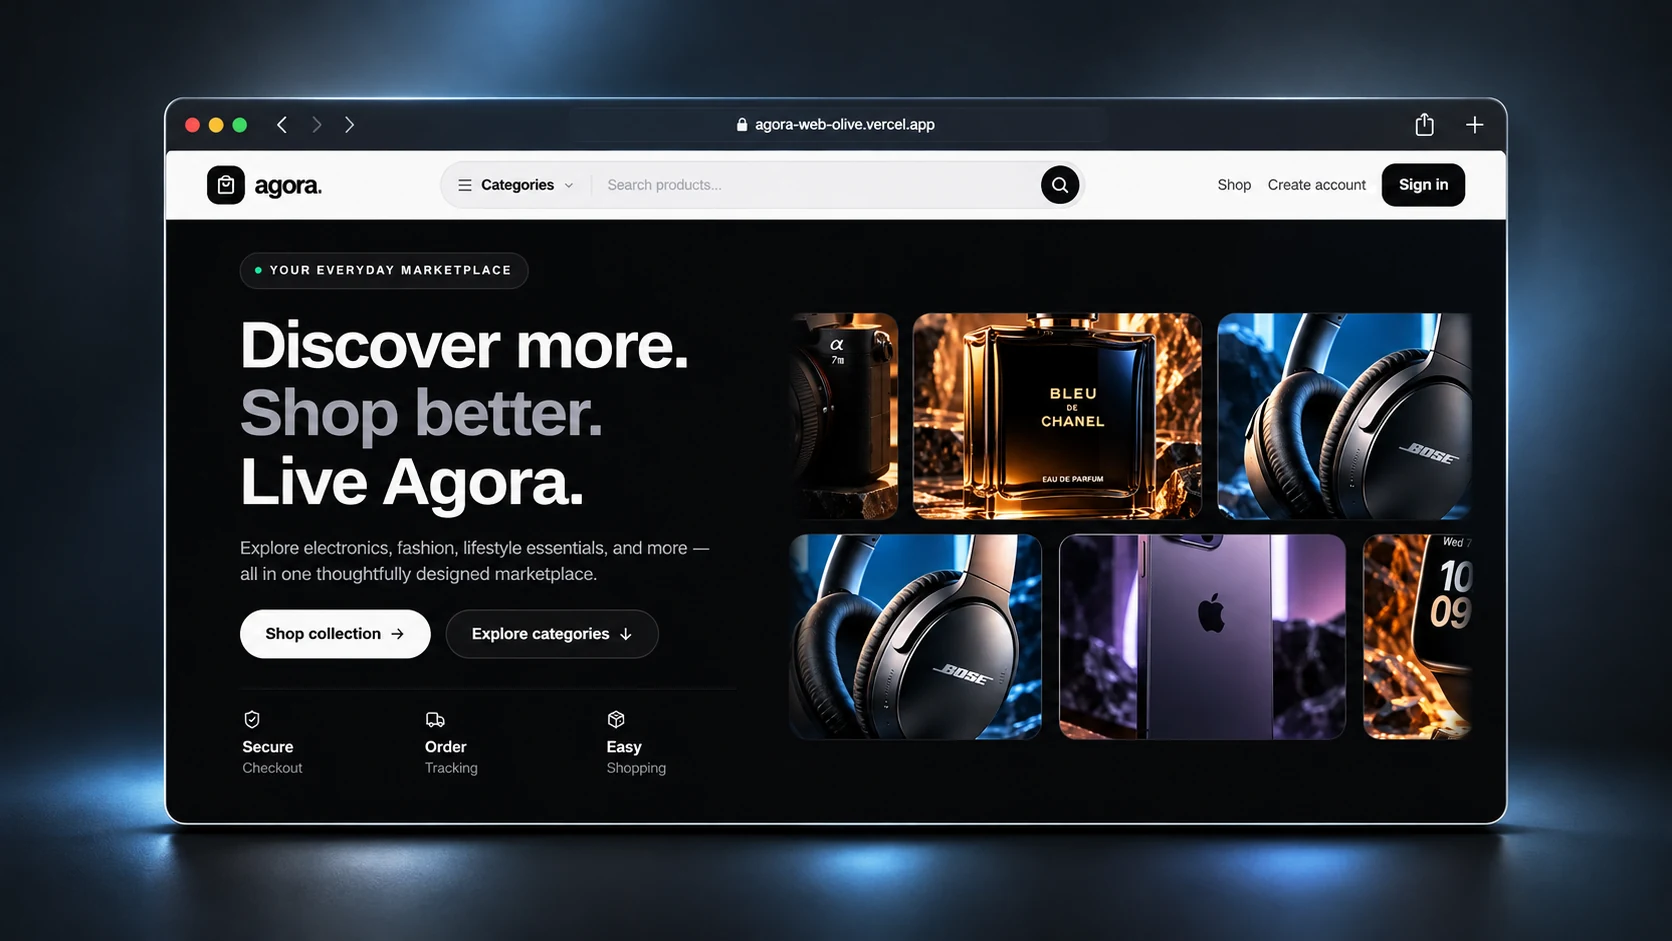 agora-web-olive.vercel.app
agora.
Categories
Search products...
Shop
Create account
Sign in
YOUR EVERYDAY MARKETPLACE
Discover more.
Shop better.
Live Agora.
Explore electronics, fashion, lifestyle essentials, and more —
all in one thoughtfully designed marketplace.
Shop collection →
Explore categories ↓
Secure
Checkout
Order
Tracking
Easy
Shopping
α
7m
BLEU
DE
CHANEL
EAU DE PARFUM
BOSE
BOSE
Wed 7
10
09